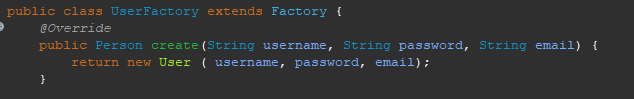 public class UserFactory extends Factory {
@Override
public Person create(String username, String password, String email) {
return new User ( username, password, email);
}